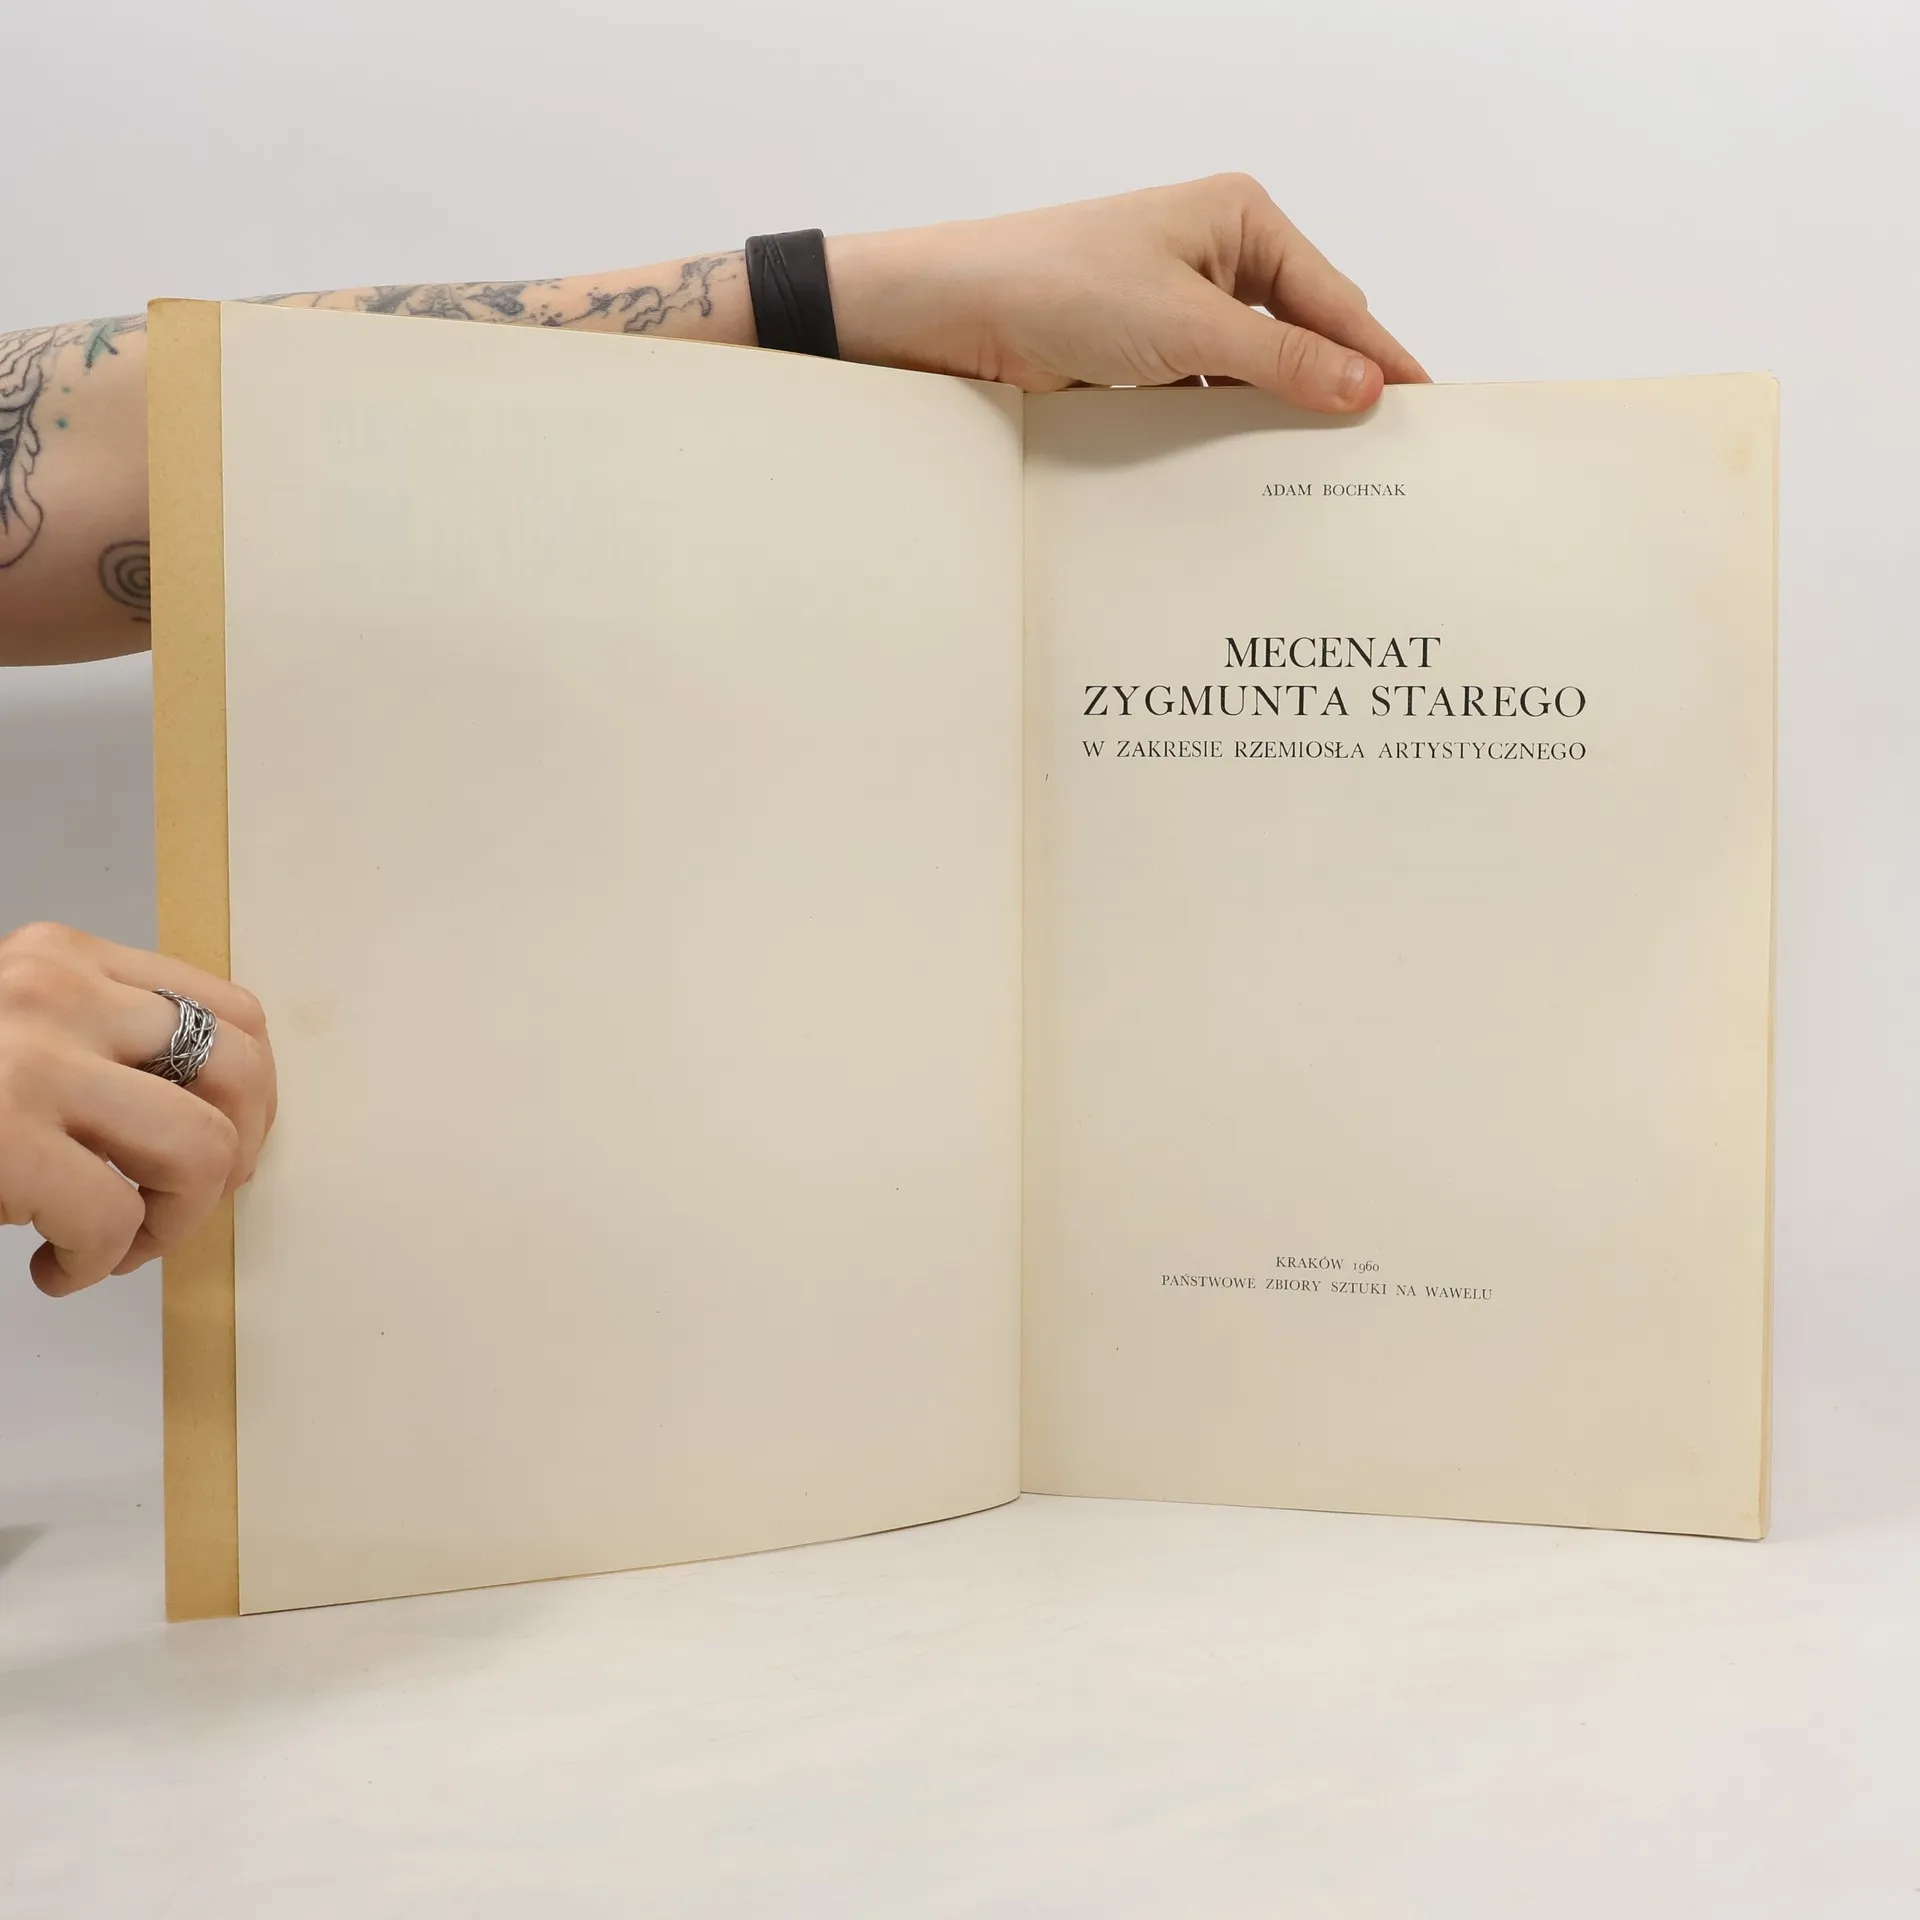 ADAM BOCHNAK
MECENAT
ZYGMUNTA STAREGO
W ZAKRESIE RZEMIOSŁA ARTYSTYCZNEGO
KRAKÓW 1960
PAŃSTWOWE ZBIORY SZTUKI NA WAWELU